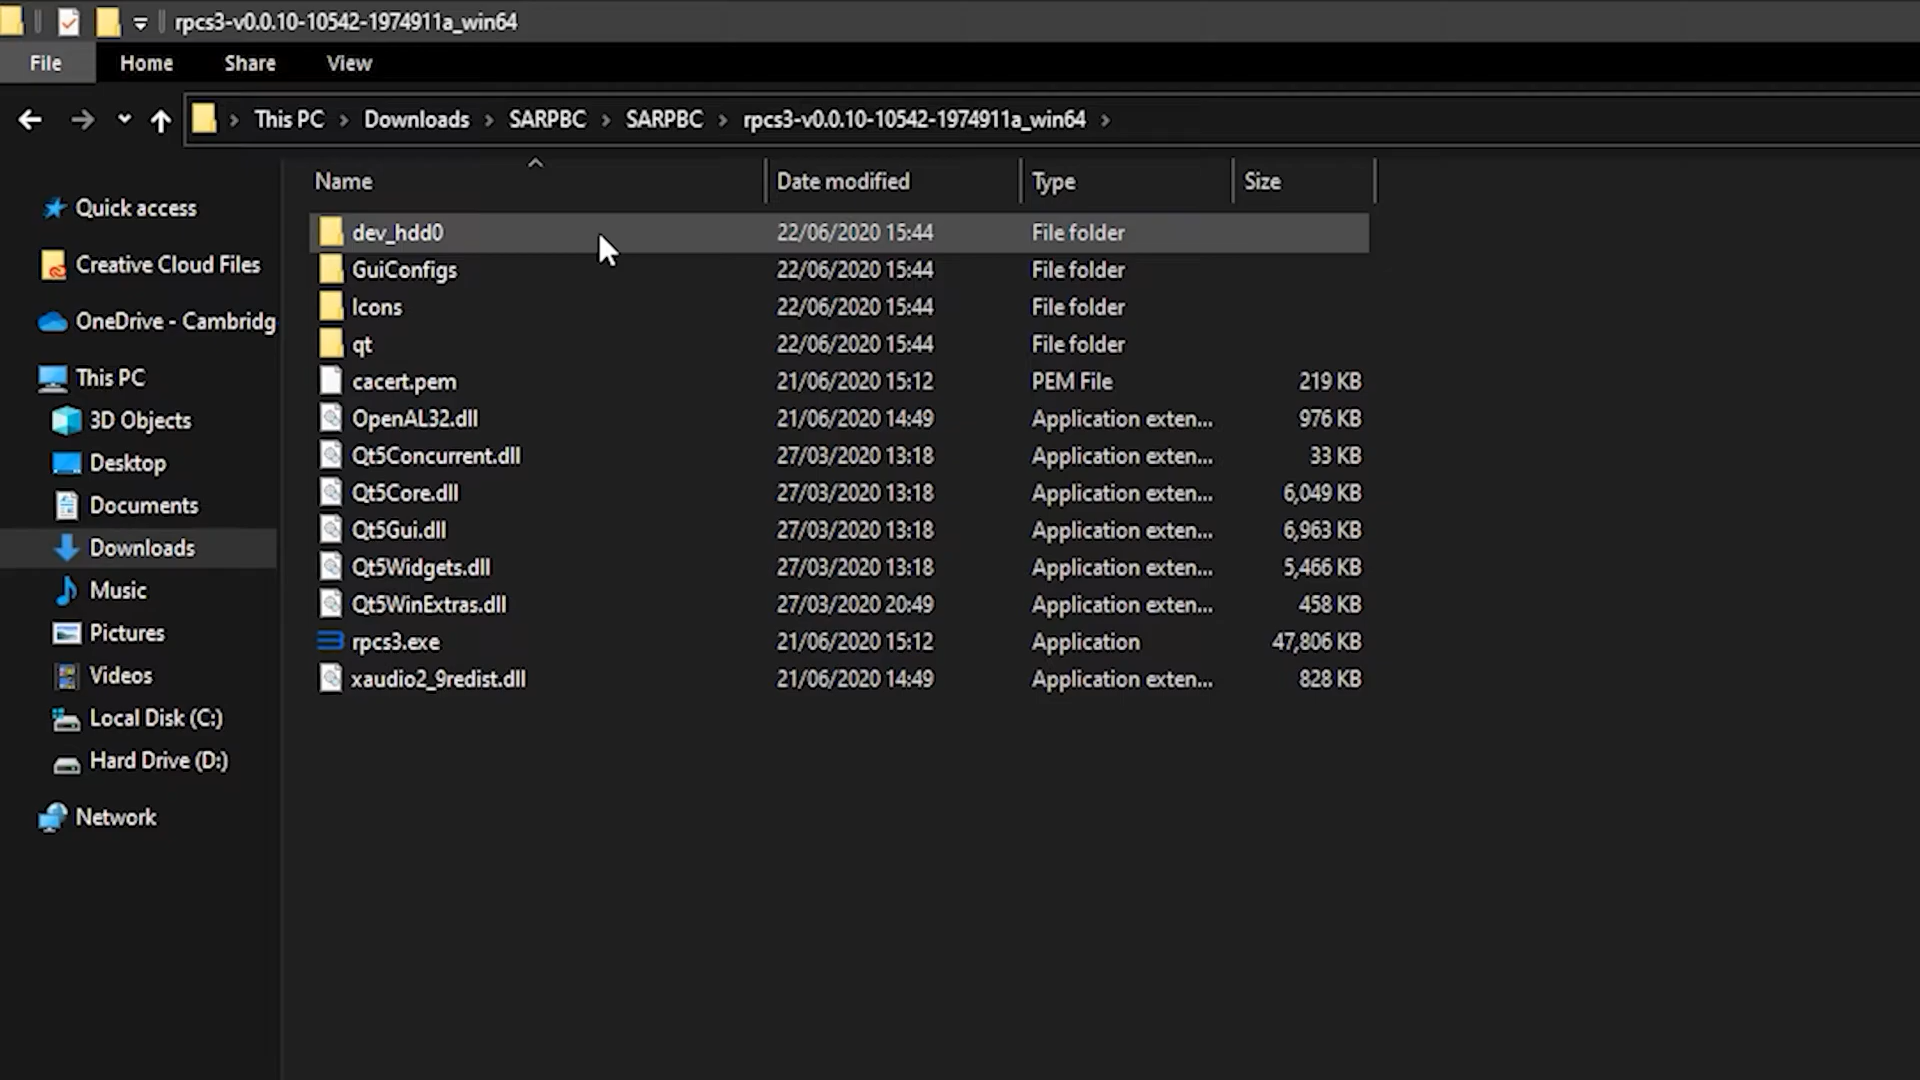 rpcs3-v0.0.10-10542-1974911a_win64
File Home Share View
This PC Downloads SARPBC SARPBC rpcs3-v0.0.10-10542-1974911a_win64
Name Date modified Type Size
Quick access
Creative Cloud Files
OneDrive - Cambridg
This PC
3D Objects
Desktop
Documents
Downloads
Music
Pictures
Videos
Local Disk (C:)
Hard Drive (D:)
Network
dev_hdd0 22/06/2020 15:44 File folder
GuiConfigs 22/06/2020 15:44 File folder
Icons 22/06/2020 15:44 File folder
qt 22/06/2020 15:44 File folder
cacert.pem 21/06/2020 15:12 PEM File 219 KB
OpenAL32.dll 21/06/2020 14:49 Application exten... 976 KB
Qt5Concurrent.dll 27/03/2020 13:18 Application exten... 33 KB
Qt5Core.dll 27/03/2020 13:18 Application exten... 6,049 KB
Qt5Gui.dll 27/03/2020 13:18 Application exten... 6,963 KB
Qt5Widgets.dll 27/03/2020 13:18 Application exten... 5,466 KB
Qt5WinExtras.dll 27/03/2020 20:49 Application exten... 458 KB
rpcs3.exe 21/06/2020 15:12 Application 47,806 KB
xaudio2_9redist.dll 21/06/2020 14:49 Application exten... 828 KB